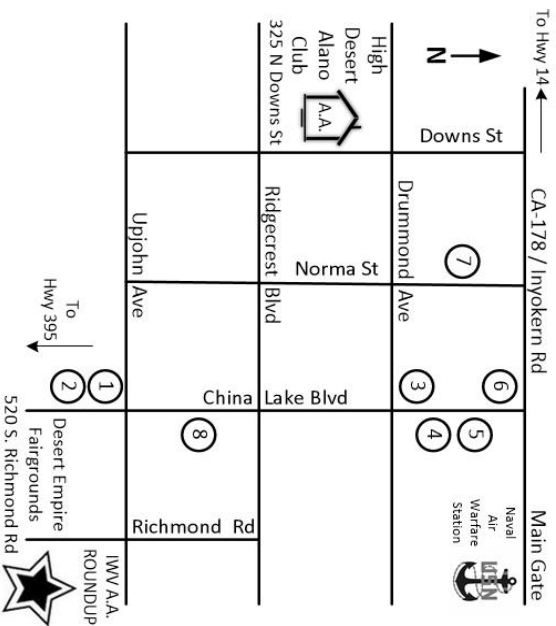 To Hwy 14
N
CA-178 / Inyokern Rd
Main Gate
Downs St
High
Desert
Alano
Club
325 N Downs St
A.A.
Drummond Ave
7
Norma St
Ridgecrest Blvd
Upjohn Ave
To
Hwy 395
1
2
3
6
China Lake Blvd
4
5
8
Naval
Air
Warfare
Station
USN
Richmond Rd
Desert Empire
Fairgrounds
520 S. Richmond Rd
IWV A.A.
ROUNDUP